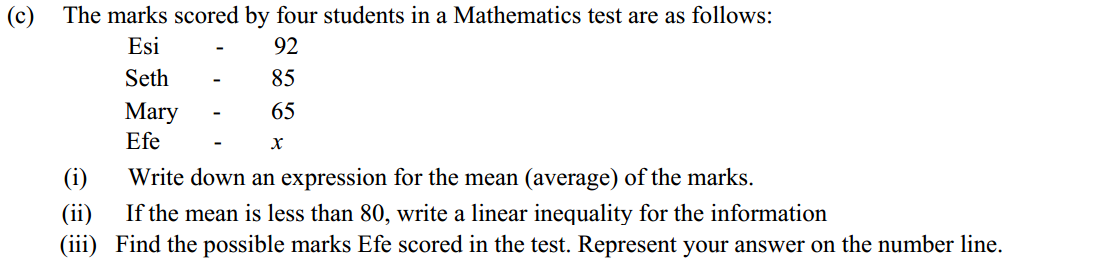 (c) The marks scored by four students in a Mathematics test are as follows:
Esi - 92
Seth - 85
Mary - 65
Efe - x
(i) Write down an expression for the mean (average) of the marks.
(ii) If the mean is less than 80, write a linear inequality for the information
(iii) Find the possible marks Efe scored in the test. Represent your answer on the number line.